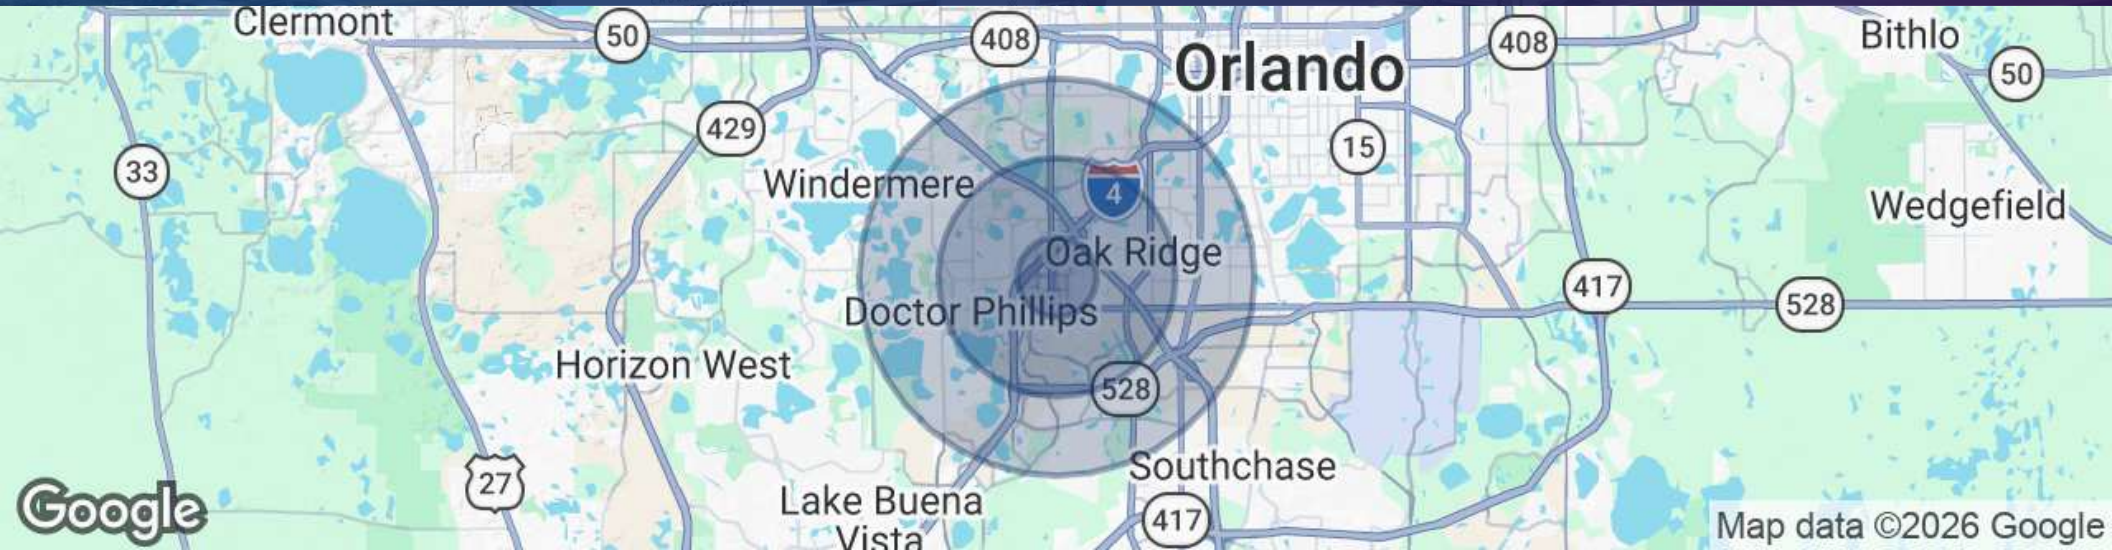 Clermont
50
408
Orlando
408
Bithlo
50
429
33
15
Windermere
4
Wedgefield
Oak Ridge
417
528
Doctor Phillips
Horizon West
528
27
Southchase
Lake Buena
Vista
417
Google
Map data ©2026 Google